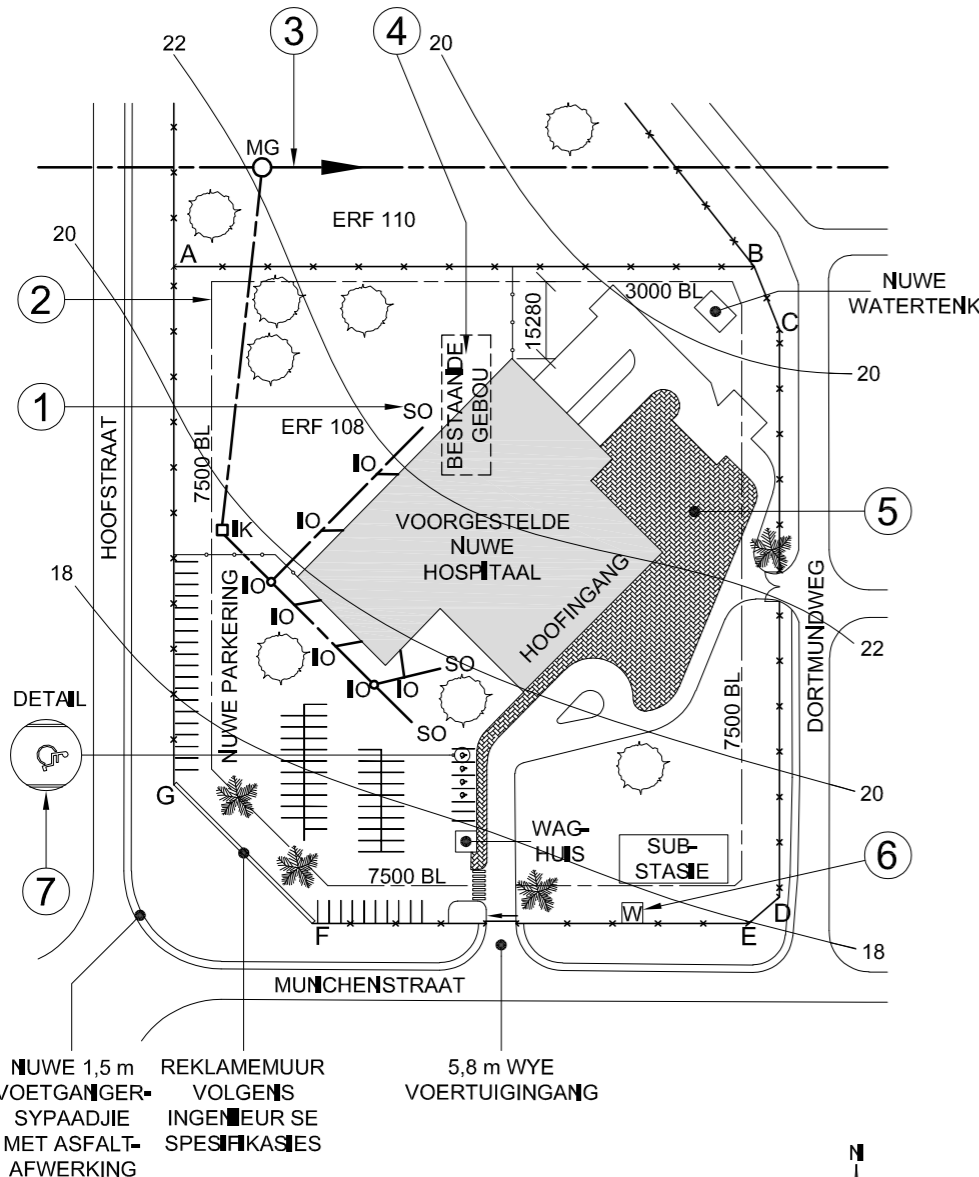 3
4
22
20
MG
ERF 110
20
A
B
2
3000 BL
NUWE
WATERTENK
C
15280
20
BESTAANDE
GEBOU
1
SO
ERF 108
HOOFSTRAAT
7500 BL
IO
IO
VOORGESTELDE
NUWE
HOSPITAAL
5
IK
HOOFINGANG
18
IO
IO
NUWE PARKERING
DORTMUNDWEG
22
IO
SO
IO
IO
7500 BL
DETAIL
SO
G
20
WAG-
HUIS
SUB-
STASIE
6
7
7500 BL
W
D
F
E
18
MUNCHENSTRAAT
NUWE 1,5 m
VOETGANGER-
SYPAADJIE
MET ASFALT-
AFWERKING
REKLAMEMUUR
VOLGENS
INGENIEUR SE
SPESIFIKASIES
5,8 m WYE
VOERTUIGINGANG
N